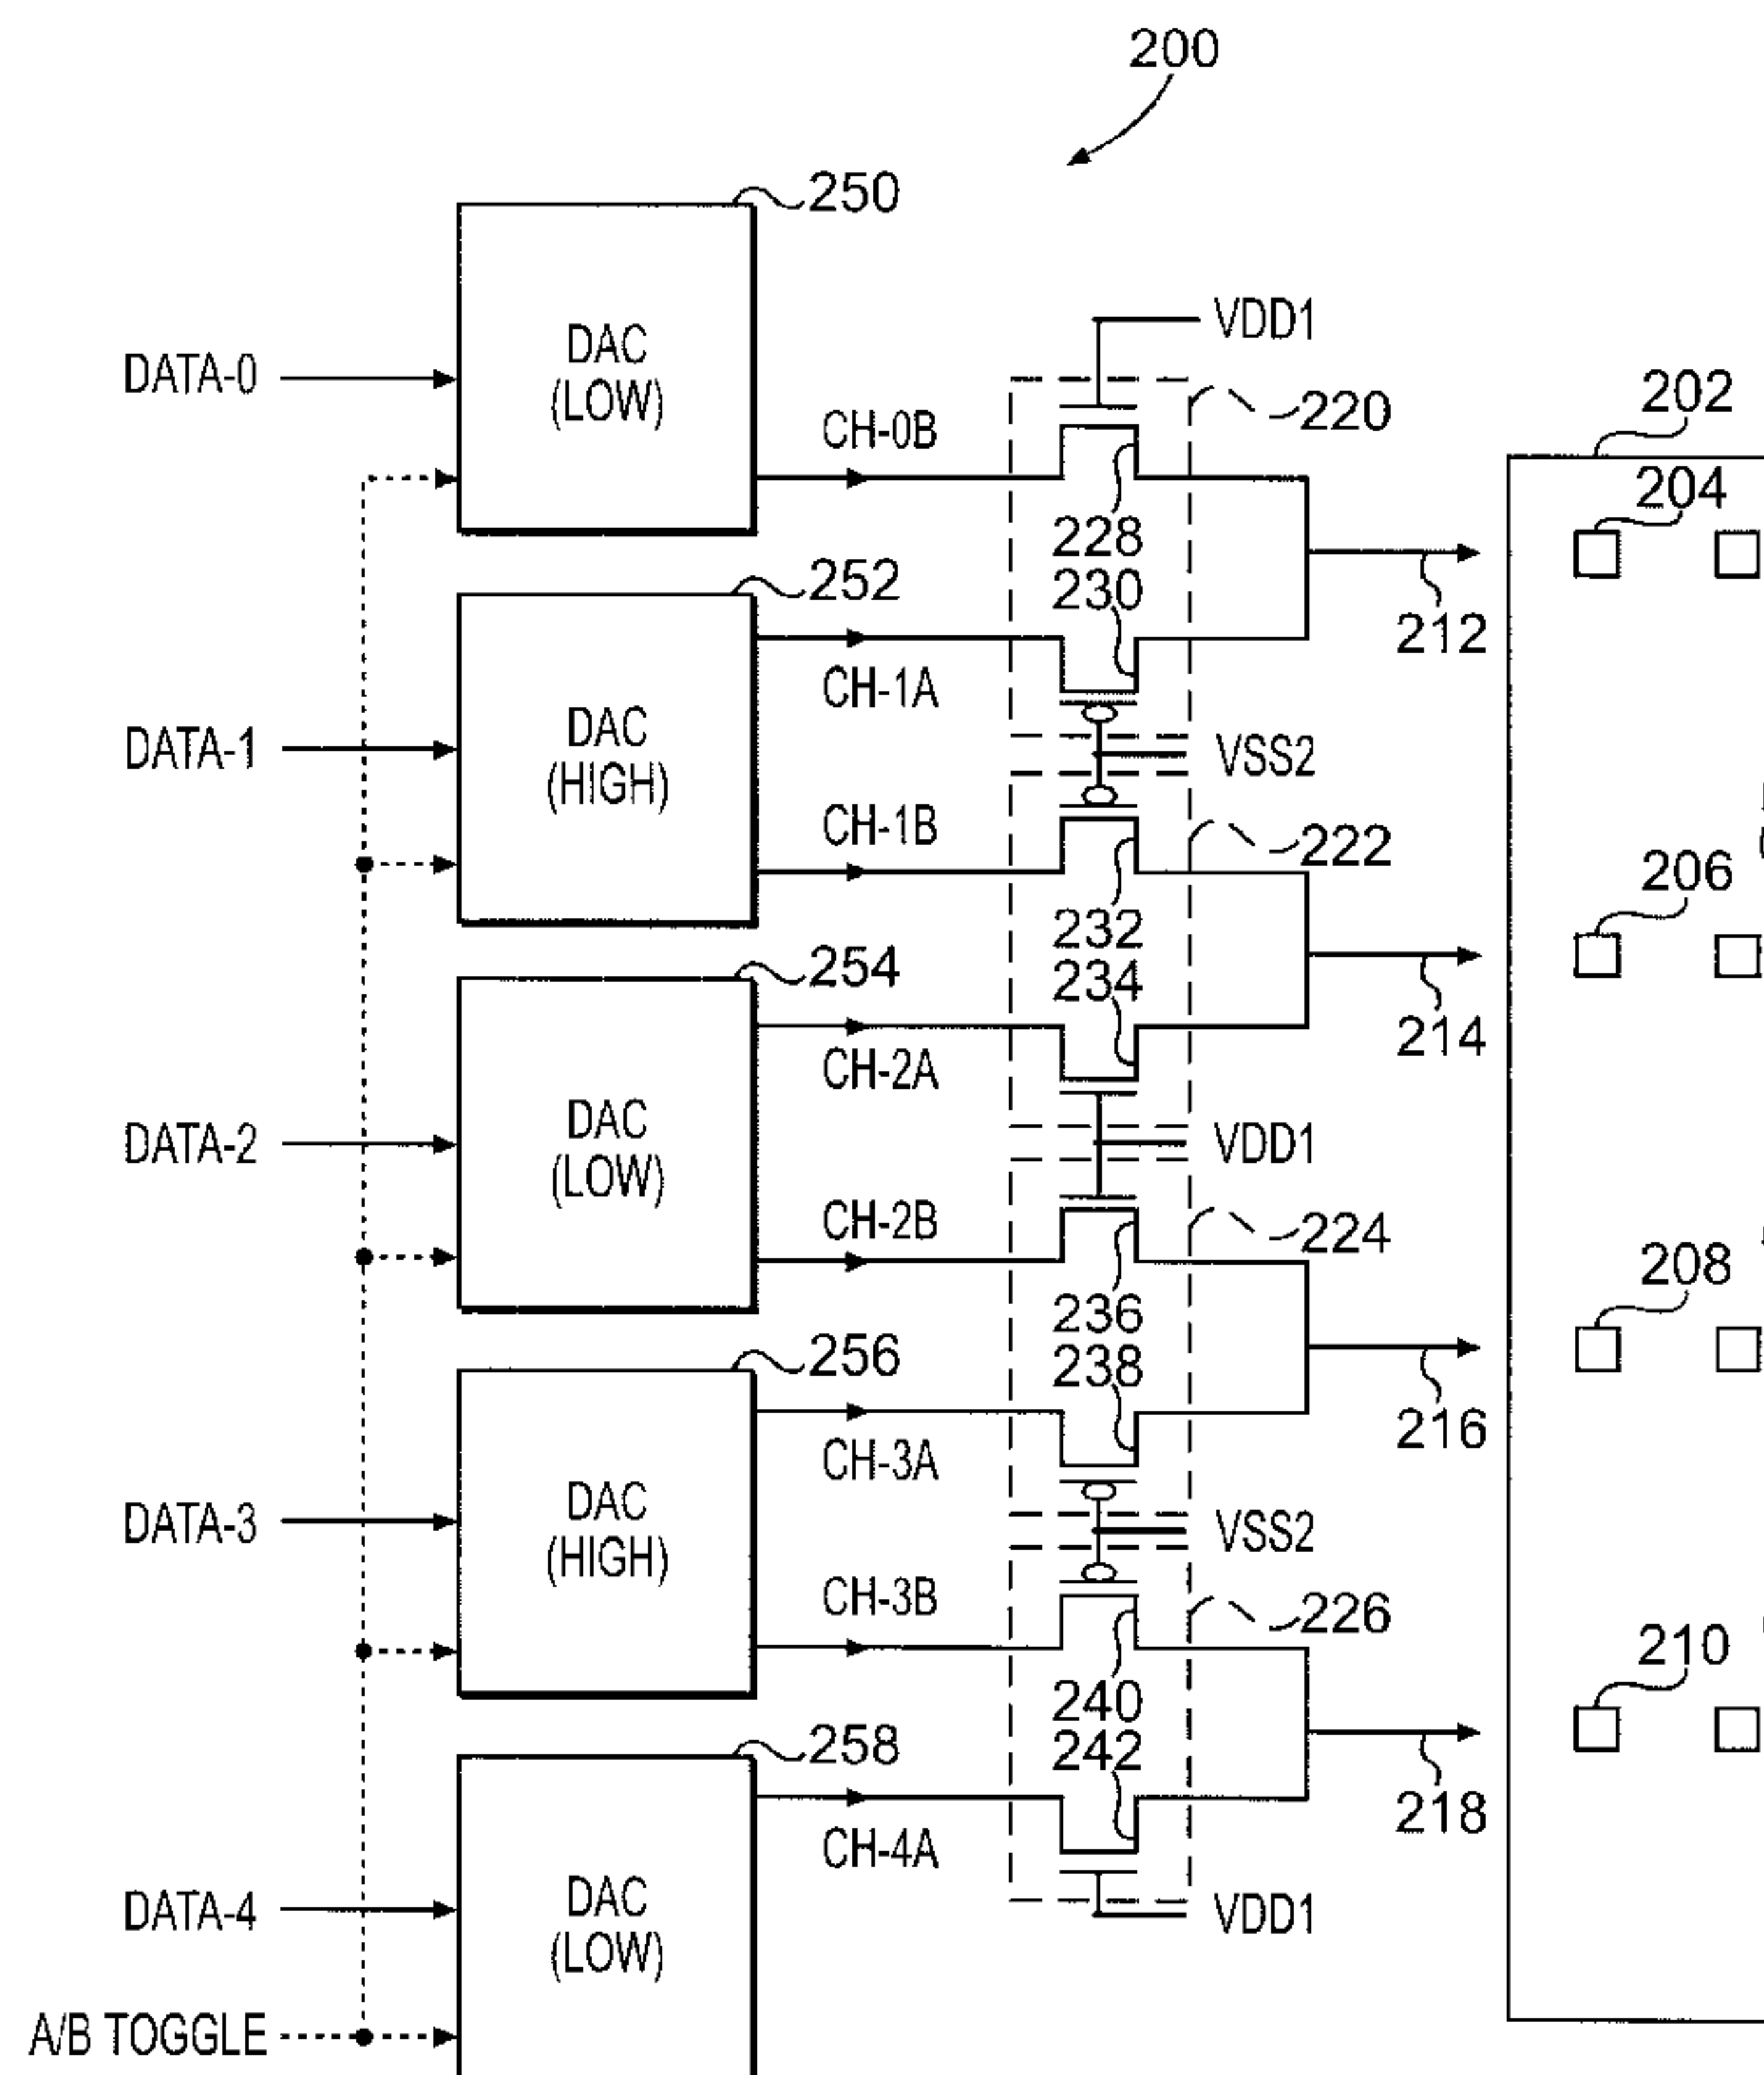 200
250
DAC
(LOW)
DATA-0
CH-0B
VDD1
220
202
204
228
230
212
252
DAC
(HIGH)
DATA-1
CH-1A
VSS2
CH-1B
222
206
232
234
214
254
DAC
(LOW)
DATA-2
CH-2A
VDD1
CH-2B
224
208
236
238
216
256
DAC
(HIGH)
DATA-3
CH-3A
VSS2
CH-3B
226
210
240
242
218
258
DAC
(LOW)
DATA-4
CH-4A
VDD1
A/B TOGGLE